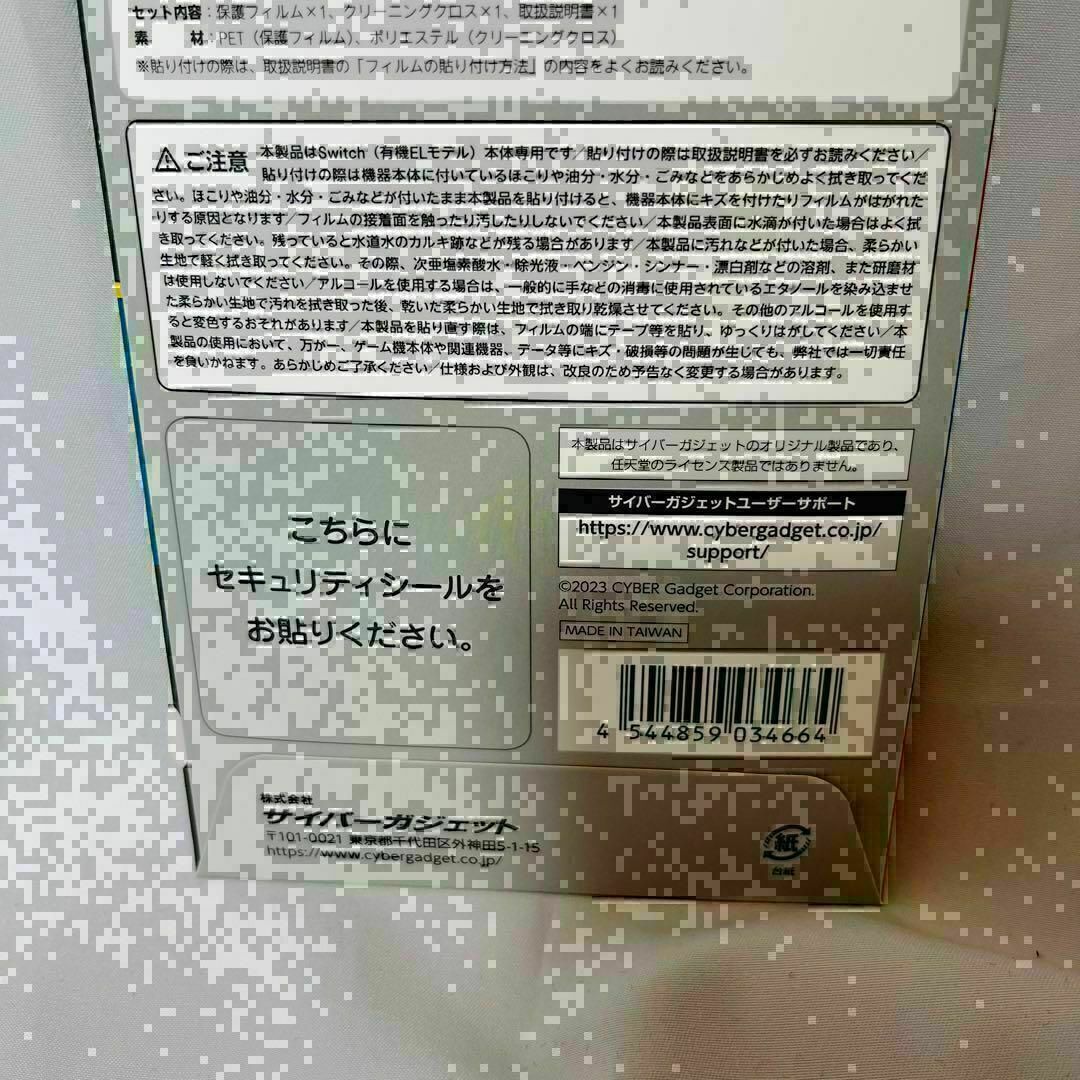 セット内容：保護フィルム×1、クリーニングクロス×1、取扱説明書×1
素　　材：PET（保護フィルム）、ポリエステル（クリーニングクロス）
※貼り付けの際は、取扱説明書の「フィルムの貼り付け方法」の内容をよくお読みください。
⚠ご注意 本製品はSwitch（有機ELモデル）本体専用です／貼り付けの際は取扱説明書を必ずお読みください／
貼り付けの際は機器本体に付いているほこりや油分・水分・ごみなどをあらかじめよく拭き取ってくだ
さい。ほこりや油分・水分・ごみなどが付いたまま本製品を貼り付けると、機器本体にキズを付けたりフィルムがはがれた
りする原因となります／フィルムの接着面を触ったり汚したりしないでください／本製品表面に水滴が付いた場合はよく拭
き取ってください。残っていると水道水のカルキ跡などが残る場合があります／本製品に汚れなどが付いた場合、柔らかい
生地で軽く拭き取ってください。その際、次亜塩素酸水・除光液・ベンジン・シンナー・漂白剤などの溶剤、また研磨材
は使用しないでください／アルコールを使用する場合は、一般的に手などの消毒に使用されているエタノールを染み込ませ
た柔らかい生地で汚れを拭き取った後、乾いた柔らかい生地で拭き取り乾燥させてください。その他のアルコールを使用す
ると変色するおそれがあります／本製品を貼り直す際は、フィルムの端にテープ等を貼り、ゆっくりはがしてください／本
製品の使用において、万が一、ゲーム機本体や関連機器、データ等にキズ・破損等の問題が生じても、弊社では一切責任
を負いかねます。あらかじめご了承ください／仕様および外観は、改良のため予告なく変更する場合があります。
こちらに
セキュリティシールを
お貼りください。
本製品はサイバーガジェットのオリジナル製品であり、
任天堂のライセンス製品ではありません。
サイバーガジェットユーザーサポート
https://www.cybergadget.co.jp/
support/
©2023 CYBER Gadget Corporation.
All Rights Reserved.
MADE IN TAIWAN
4 544859 034664
株式会社
サイバーガジェット
〒101-0021 東京都千代田区外神田5-1-15
https://www.cybergadget.co.jp/
紙
台紙